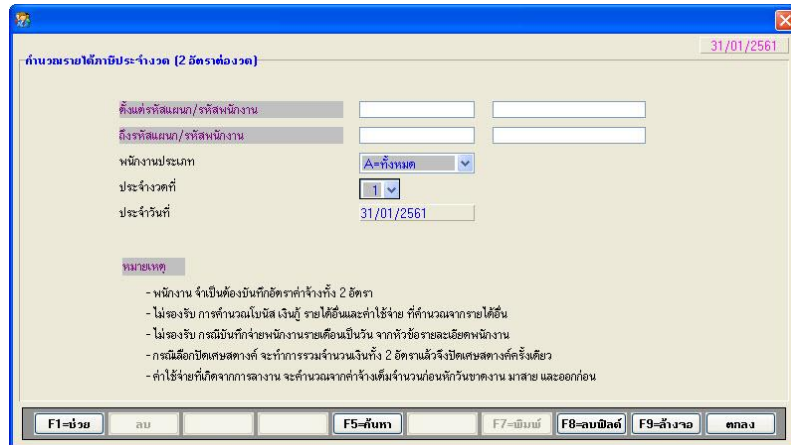 31/01/2561
คำนวณรายได้ภาษีประจำงวด (2 อัตราต่องวด)
ตั้งแต่รหัสแผนก/รหัสพนักงาน
ถึงรหัสแผนก/รหัสพนักงาน
พนักงานประเภท A=ทั้งหมด
ประจำงวดที่ 1
ประจำวันที่ 31/01/2561
หมายเหตุ
- พนักงาน จำเป็นต้องบันทึกอัตราค่าจ้างทั้ง 2 อัตรา
- ไม่รองรับ การคำนวณโบนัส เงินกู้ รายได้อื่นและค่าใช้จ่าย ที่คำนวณจากรายได้อื่น
- ไม่รองรับ กรณีบันทึกจ่ายพนักงานรายเดือนเป็นวัน จากหัวข้อรายละเอียดพนักงาน
- กรณีเลือกปัดเศษสตางค์ จะทำการรวมจำนวนเงินทั้ง 2 อัตราแล้วจึงปัดเศษสตางค์ครั้งเดียว
- ค่าใช้จ่ายที่เกิดจากการลางาน จะคำนวณจากค่าจ้างเต็มจำนวนก่อนหักวันขาดงาน มาสาย และออกก่อน
F1=ช่วย ลบ F5=ค้นหา F7=พิมพ์ F8=ลบฟิลด์ F9=ล้างจอ ตกลง